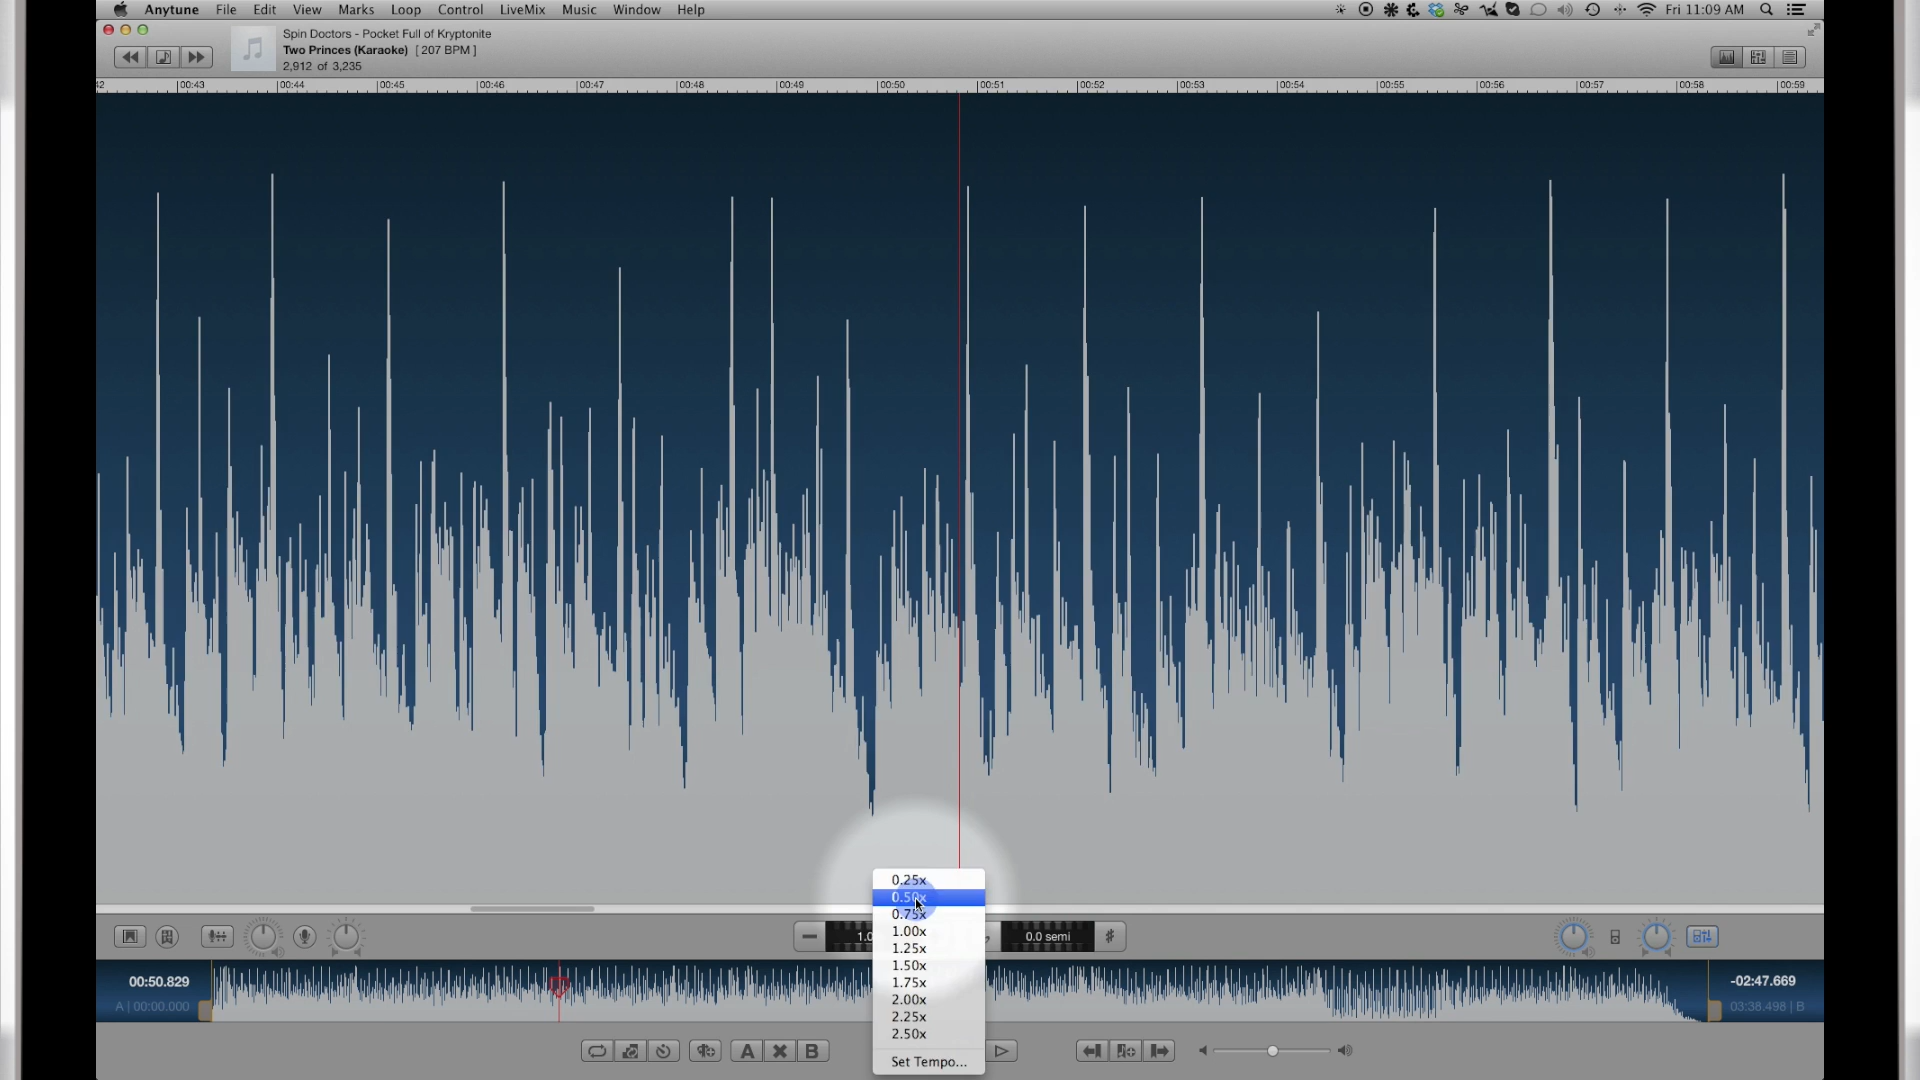 Anytune File Edit View Marks Loop Control LiveMix Music Window Help Fri 11:09 AM
Spin Doctors - Pocket Full of Kryptonite
Two Princes (Karaoke) [ 207 BPM ]
2,912 of 3,235
42 00:43 00:44 00:45 00:46 00:47 00:48 00:49 00:50 00:51 00:52 00:53 00:54 00:55 00:56 00:57 00:58 00:59
0.25x
0.50x
0.75x
1.00x
1.25x
1.50x
1.75x
2.00x
2.25x
2.50x
Set Tempo...
1.0
0.0 semi
00:50.829
A | 00:00.000
-02:47.669
03:38.498 | B
A B